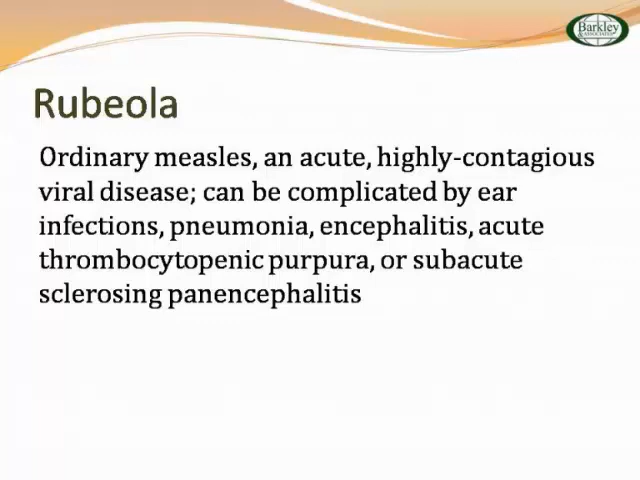 Barkley
& ASSOCIATES
Rubeola
Ordinary measles, an acute, highly-contagious
viral disease; can be complicated by ear
infections, pneumonia, encephalitis, acute
thrombocytopenic purpura, or subacute
sclerosing panencephalitis